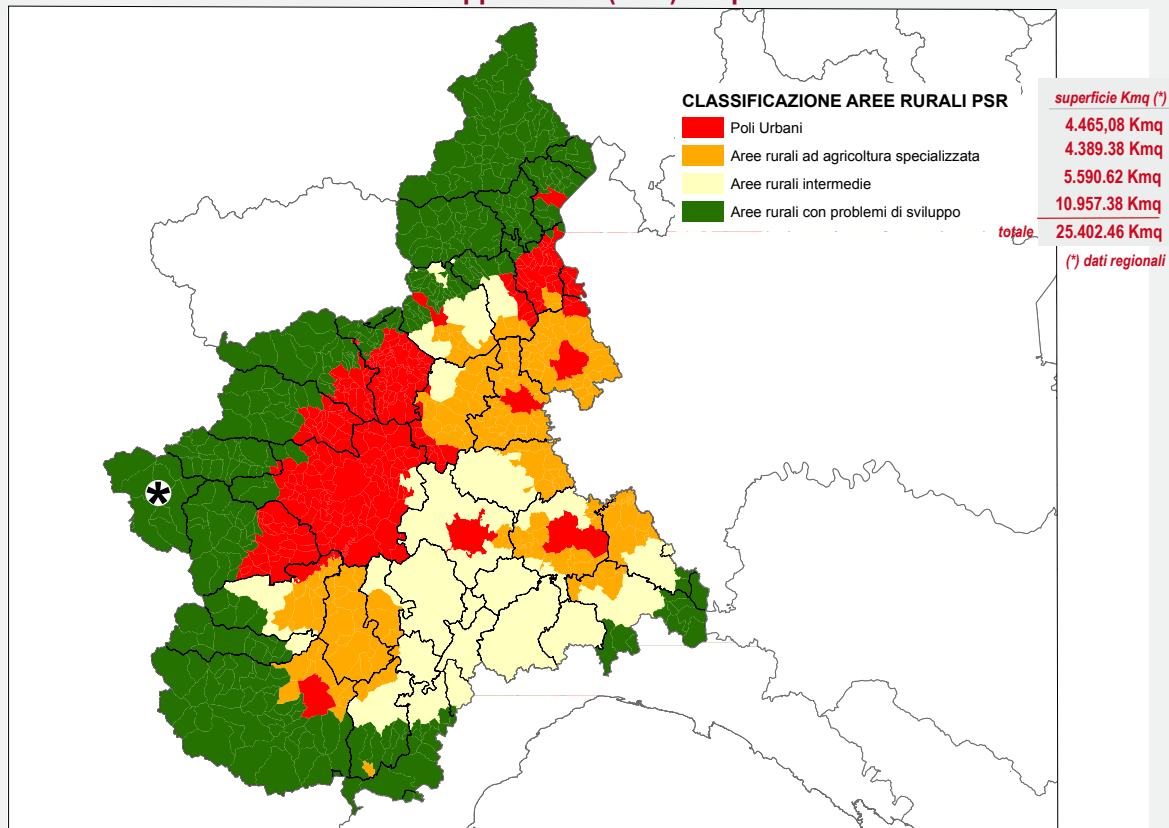 CLASSIFICAZIONE AREE RURALI PSR
superficie Kmq (*)
Poli Urbani
4.465,08 Kmq
Aree rurali ad agricoltura specializzata
4.389.38 Kmq
Aree rurali intermedie
5.590.62 Kmq
Aree rurali con problemi di sviluppo
10.957.38 Kmq
totale 25.402.46 Kmq
(*) dati regionali
*